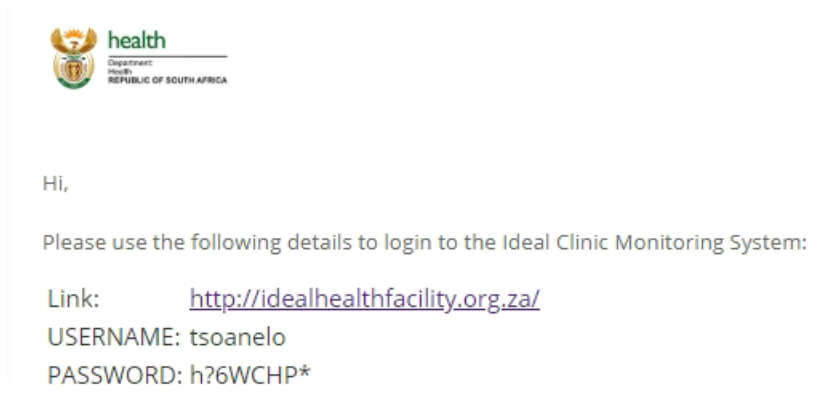 health
Department:
Health
REPUBLIC OF SOUTH AFRICA
Hi,
Please use the following details to login to the Ideal Clinic Monitoring System:
Link: http://idealhealthfacility.org.za/
USERNAME: tsoanelo
PASSWORD: h?6WCHP*